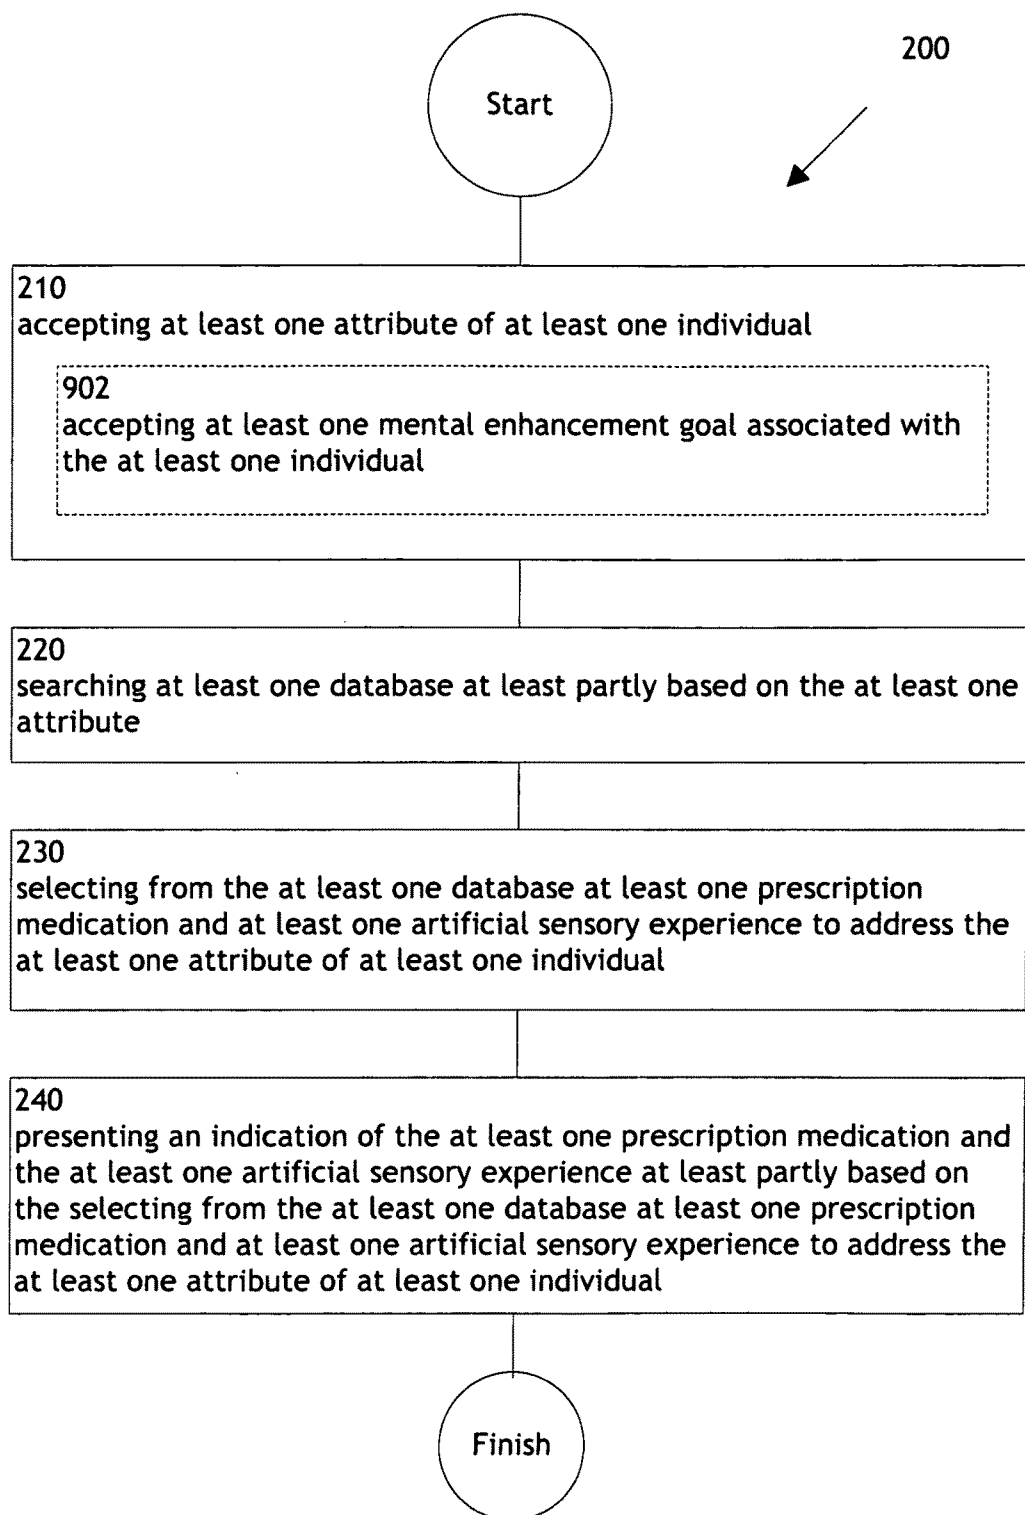 200
Start
210
accepting at least one attribute of at least one individual
902
accepting at least one mental enhancement goal associated with
the at least one individual
220
searching at least one database at least partly based on the at least one
attribute
230
selecting from the at least one database at least one prescription
medication and at least one artificial sensory experience to address the
at least one attribute of at least one individual
240
presenting an indication of the at least one prescription medication and
the at least one artificial sensory experience at least partly based on
the selecting from the at least one database at least one prescription
medication and at least one artificial sensory experience to address the
at least one attribute of at least one individual
Finish